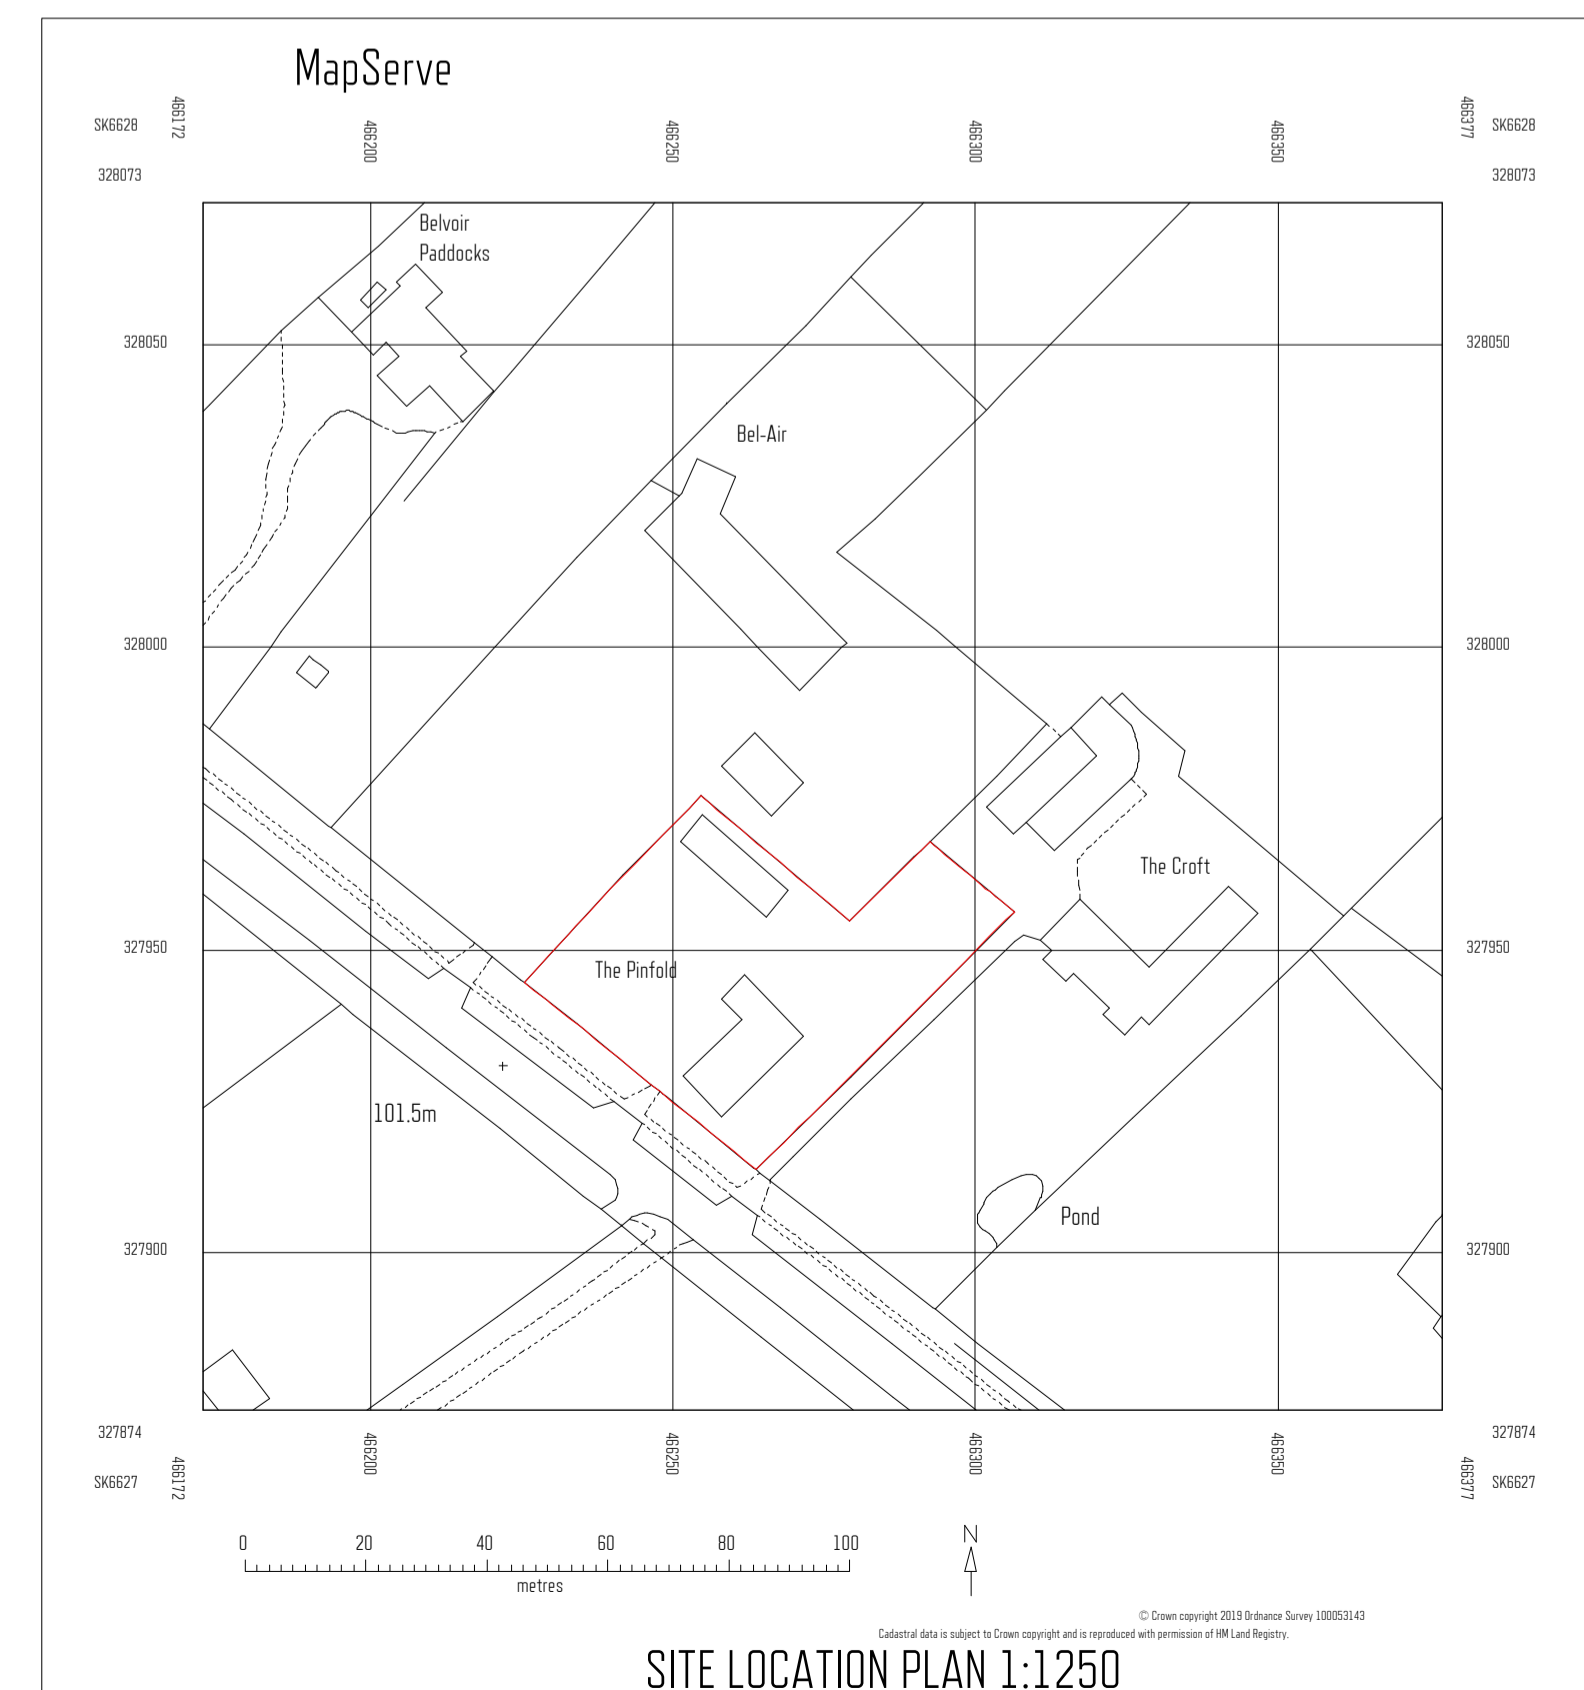 MapServe
466172
466377
SK6628
466200
466250
466300
466350
SK6628
328073
328073
Belvoir
Paddocks
328050
328050
Bel-Air
328000
328000
The Croft
327950
327950
The Pinfold
101.5m
Pond
327900
327900
327874
327874
466200
466250
466300
466350
SK6627
466172
466377
SK6627
0 20 40 60 80 100
metres
N
© Crown copyright 2019 Ordnance Survey 100053143
Cadastral data is subject to Crown copyright and is reproduced with permission of HM Land Registry.
SITE LOCATION PLAN 1:1250